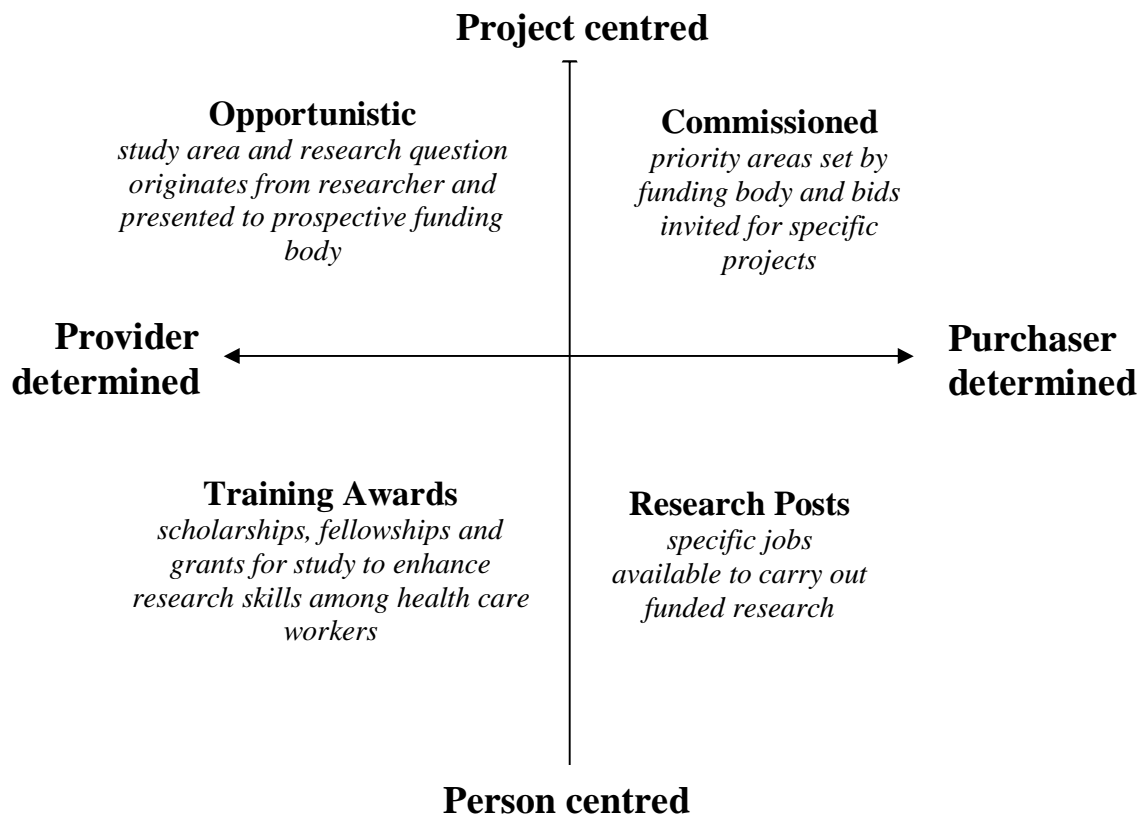 Project centred
Opportunistic
study area and research question
originates from researcher and
presented to prospective funding
body
Commissioned
priority areas set by
funding body and bids
invited for specific
projects
Provider
determined
Purchaser
determined
Training Awards
scholarships, fellowships and
grants for study to enhance
research skills among health care
workers
Research Posts
specific jobs
available to carry out
funded research
Person centred